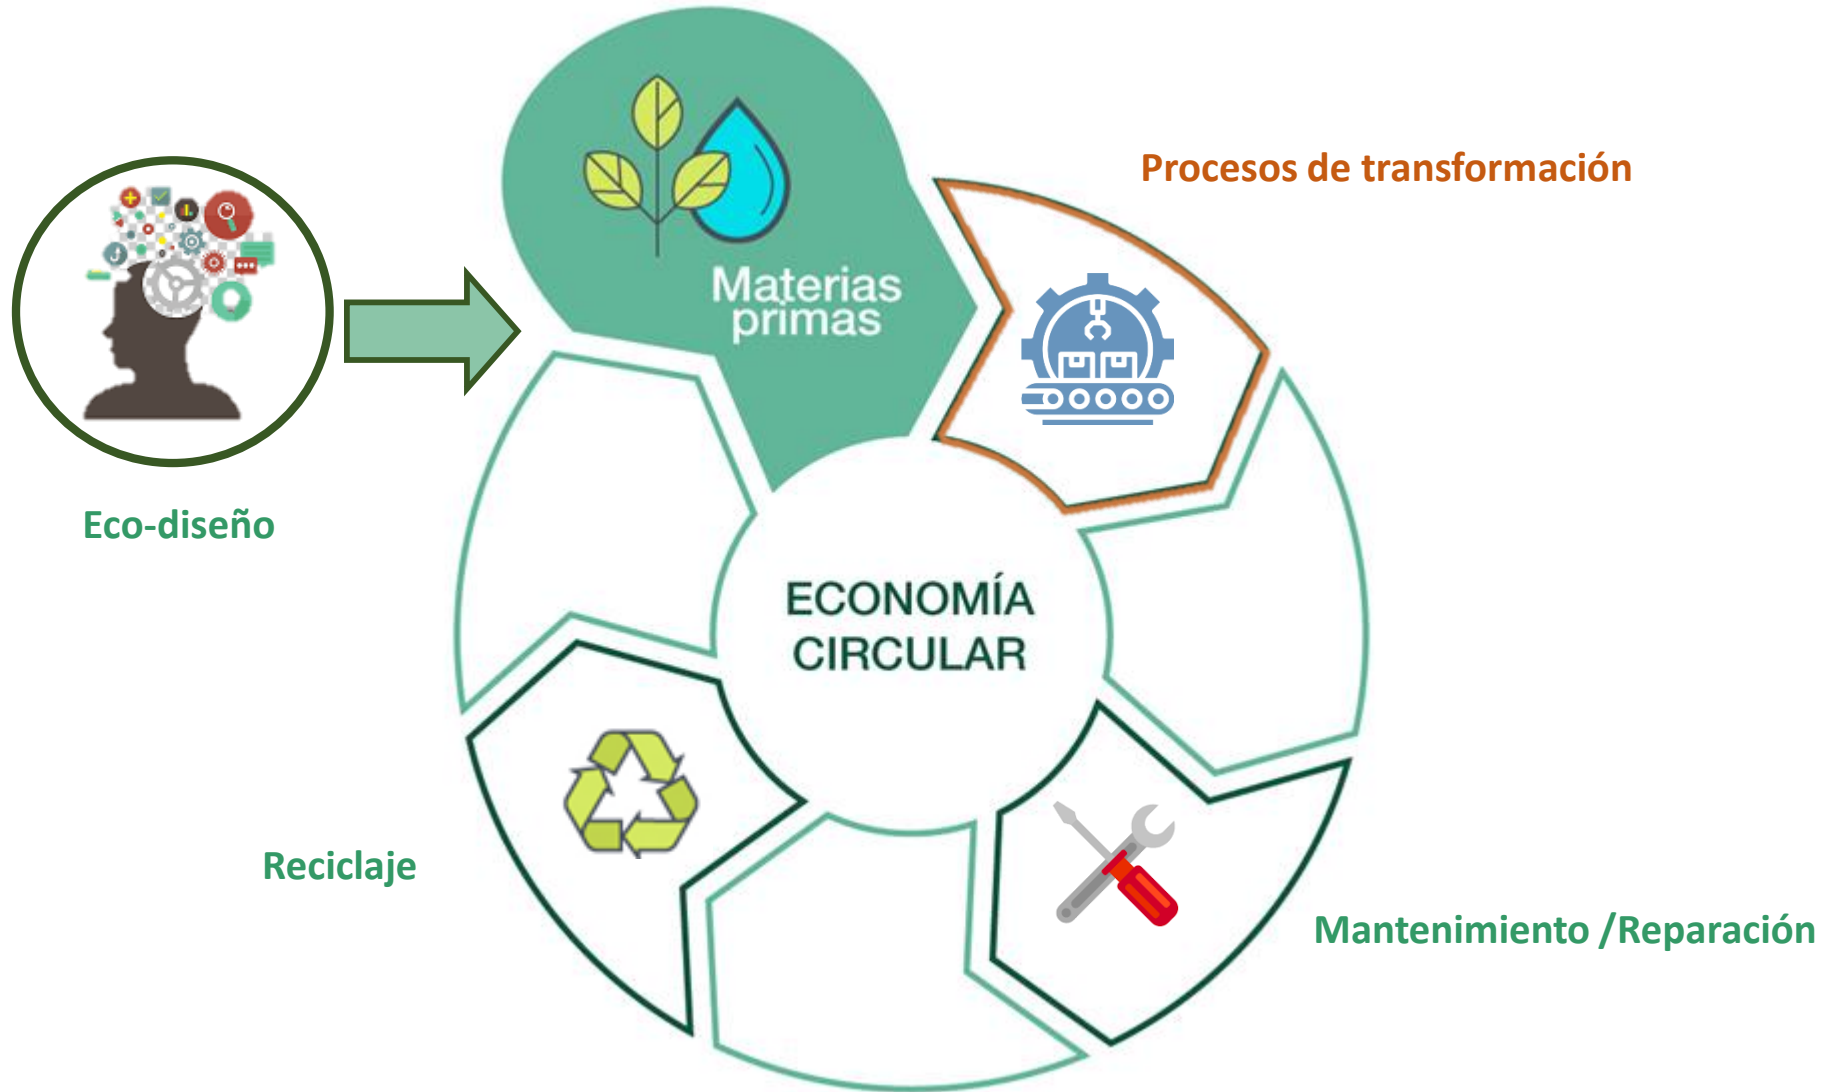 Procesos de transformación
Materias
primas
Eco-diseño
ECONOMÍA
CIRCULAR
Reciclaje
Mantenimiento /Reparación